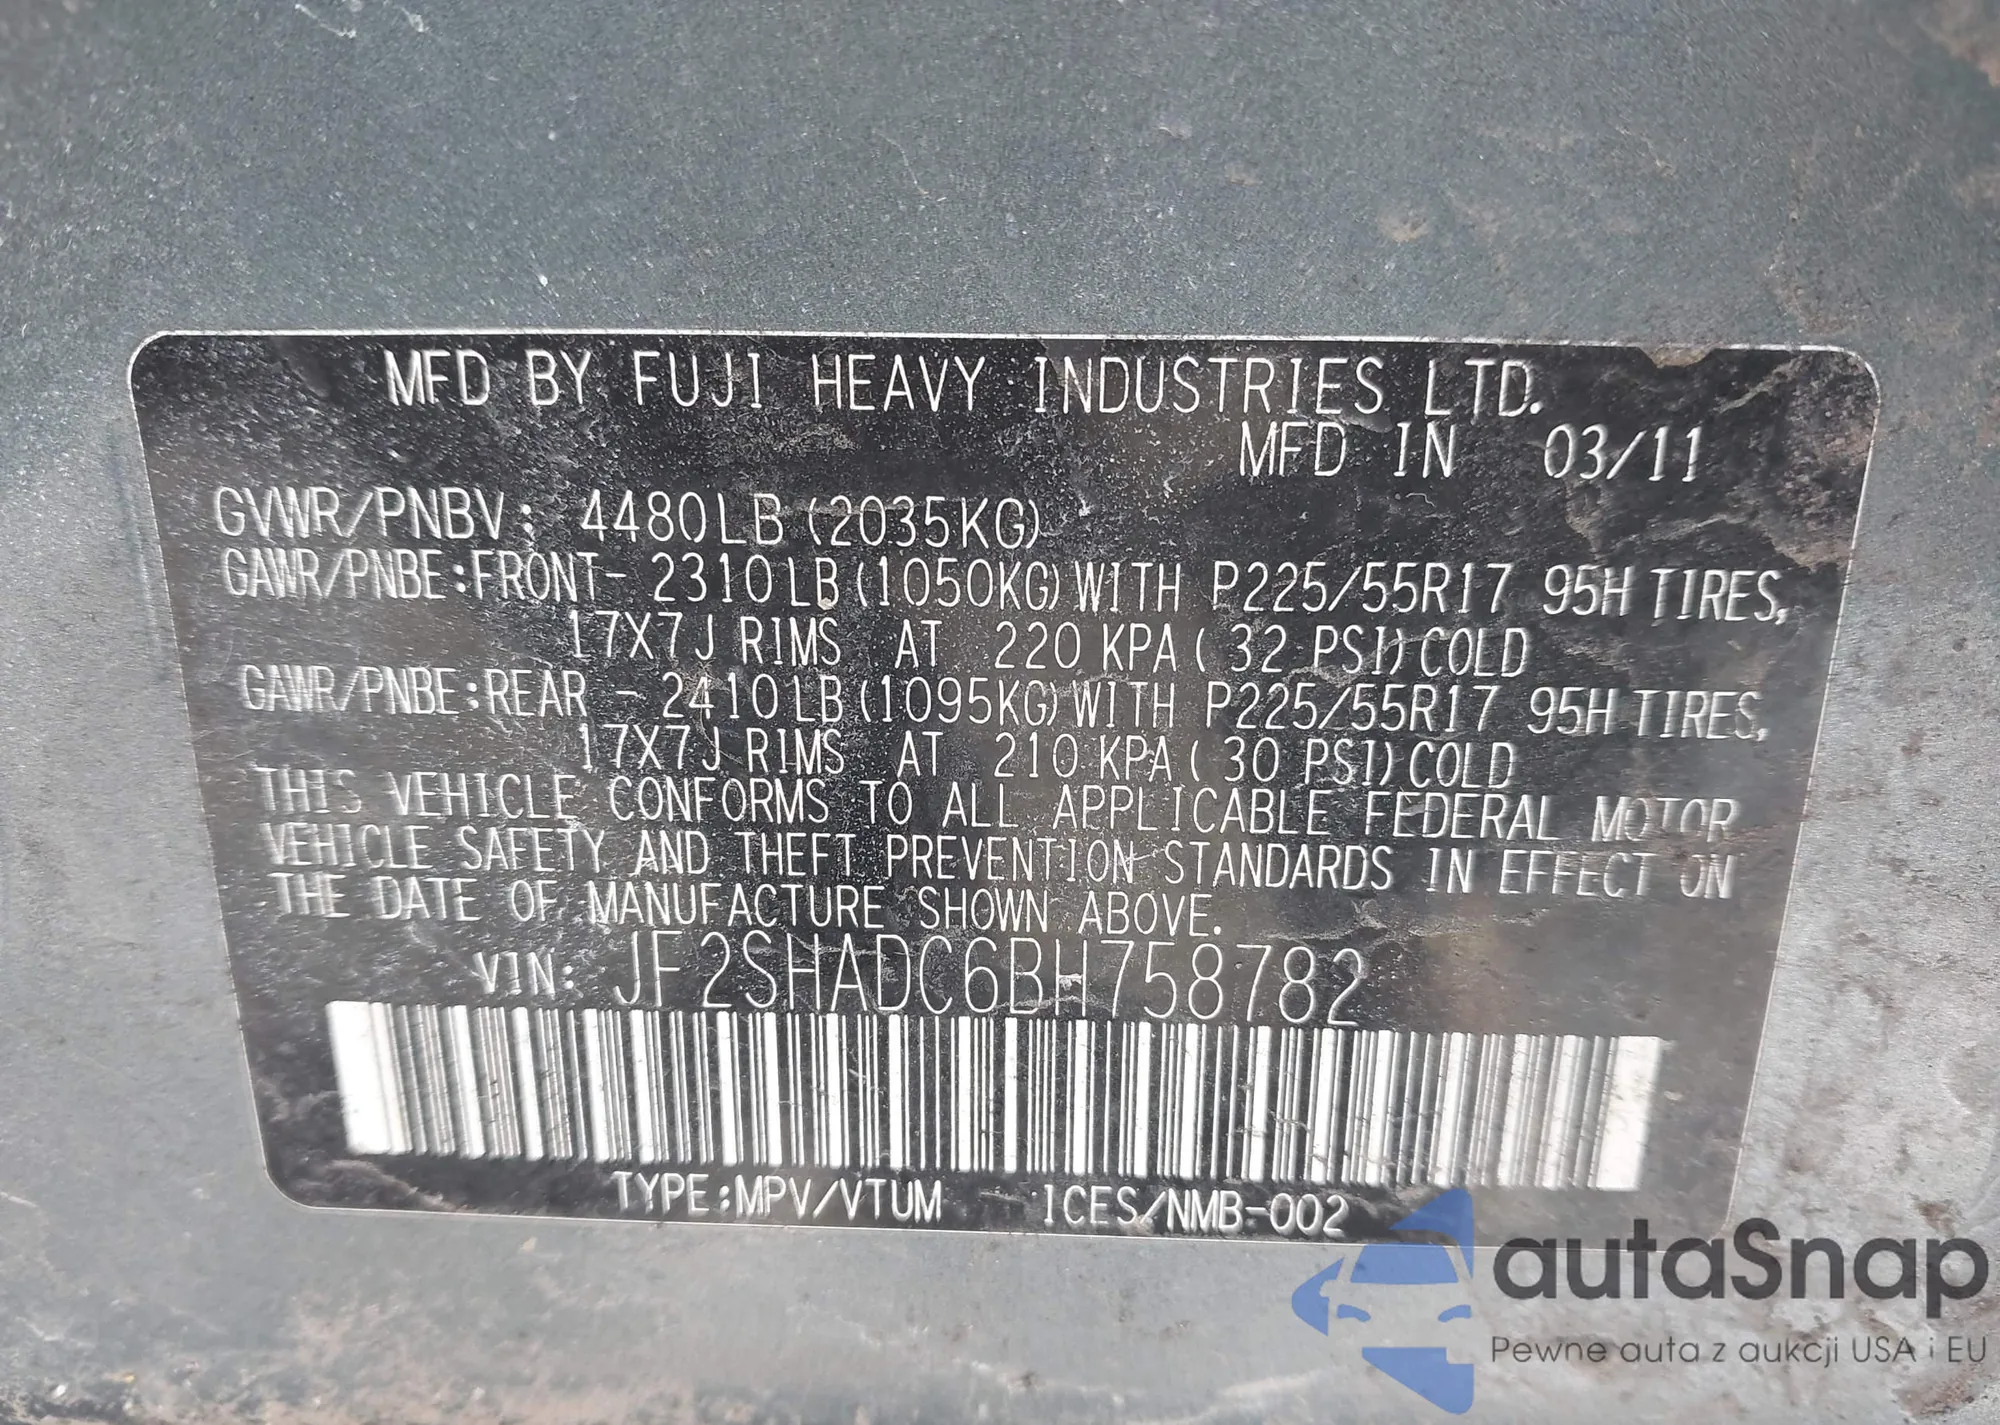 MFD BY FUJI HEAVY INDUSTRIES LTD.
MFD IN 03/11
GVWR/PNBV: 4480LB (2035KG)
GAWR/PNBE:FRONT- 2310LB(1050KG)WITH P225/55R17 95H TIRES,
17X7J RIMS AT 220 KPA( 32 PSI)COLD
GAWR/PNBE:REAR - 2410LB(1095KG)WITH P225/55R17 95H TIRES,
17X7J RIMS AT 210 KPA( 30 PSI)COLD
THIS VEHICLE CONFORMS TO ALL APPLICABLE FEDERAL MOTOR
VEHICLE SAFETY AND THEFT PREVENTION STANDARDS IN EFFECT ON
THE DATE OF MANUFACTURE SHOWN ABOVE.
VIN: JF2SHADC6BH758782
TYPE:MPV/VTUM ICES/NMB-002
autaSnap
Pewne auta z aukcji USA i EU